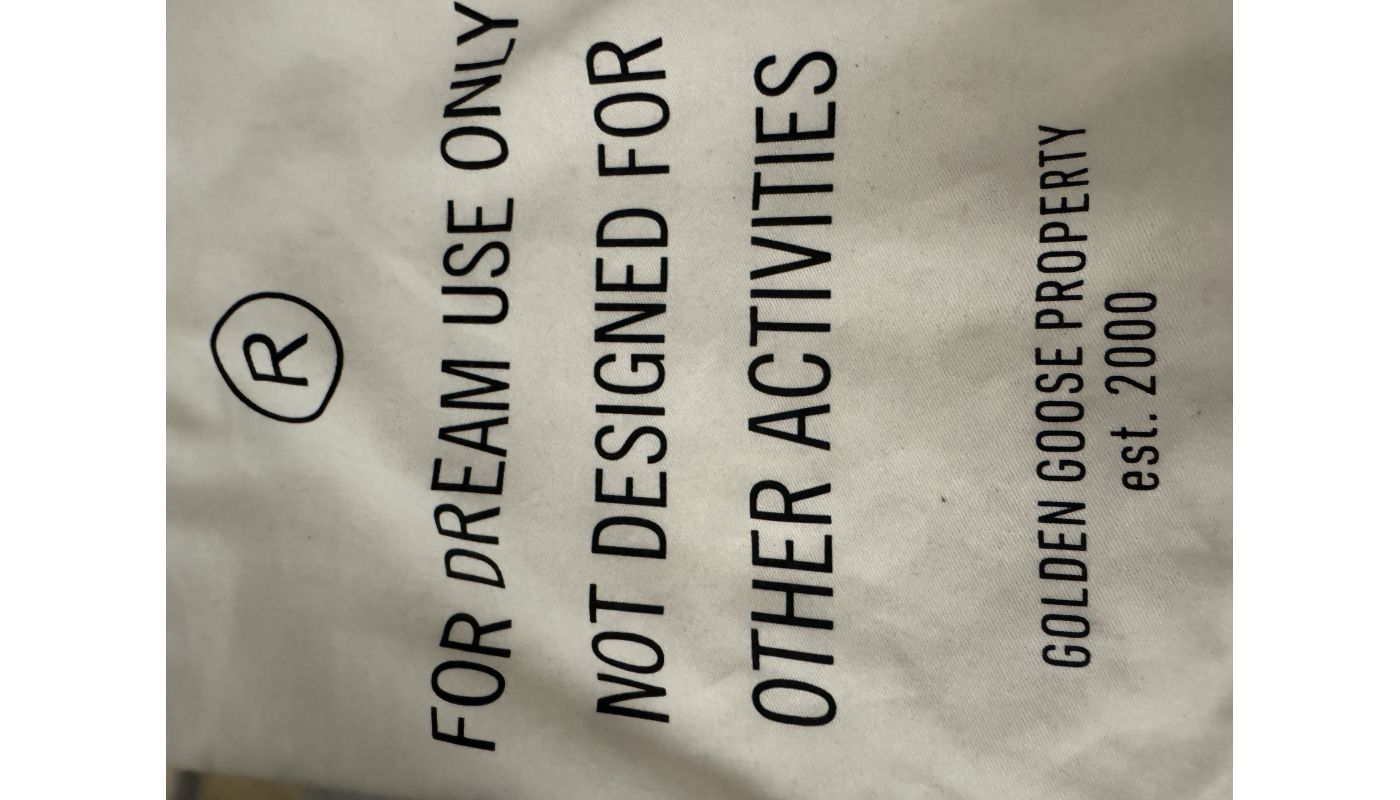 ®
FOR DREAM USE ONLY
NOT DESIGNED FOR
OTHER ACTIVITIES
GOLDEN GOOSE PROPERTY
est. 2000